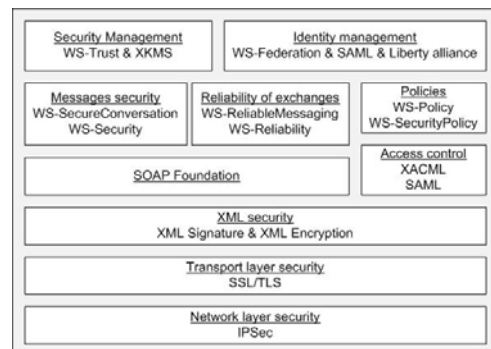 Security Management
WS-Trust & XKMS
Identity management
WS-Federation & SAML & Liberty alliance
Messages security
WS-SecureConversation
WS-Security
Reliability of exchanges
WS-ReliableMessaging
WS-Reliability
Policies
WS-Policy
WS-SecurityPolicy
SOAP Foundation
Access control
XACML
SAML
XML security
XML Signature & XML Encryption
Transport layer security
SSL/TLS
Network layer security
IPSec